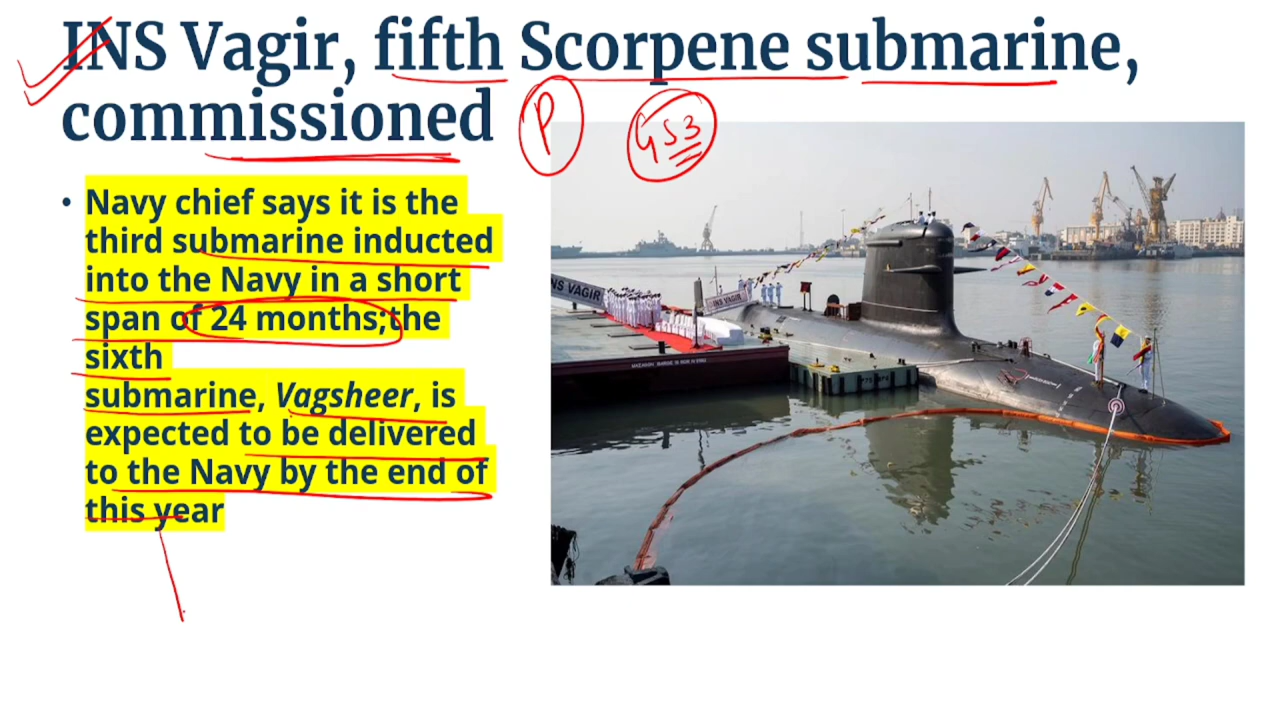 INS Vagir, fifth Scorpene submarine,
commissioned
P
GS3
• Navy chief says it is the
third submarine inducted
into the Navy in a short
span of 24 months;the
sixth
submarine, Vagsheer, is
expected to be delivered
to the Navy by the end of
this year
INS VAGIR
INS VAGIR